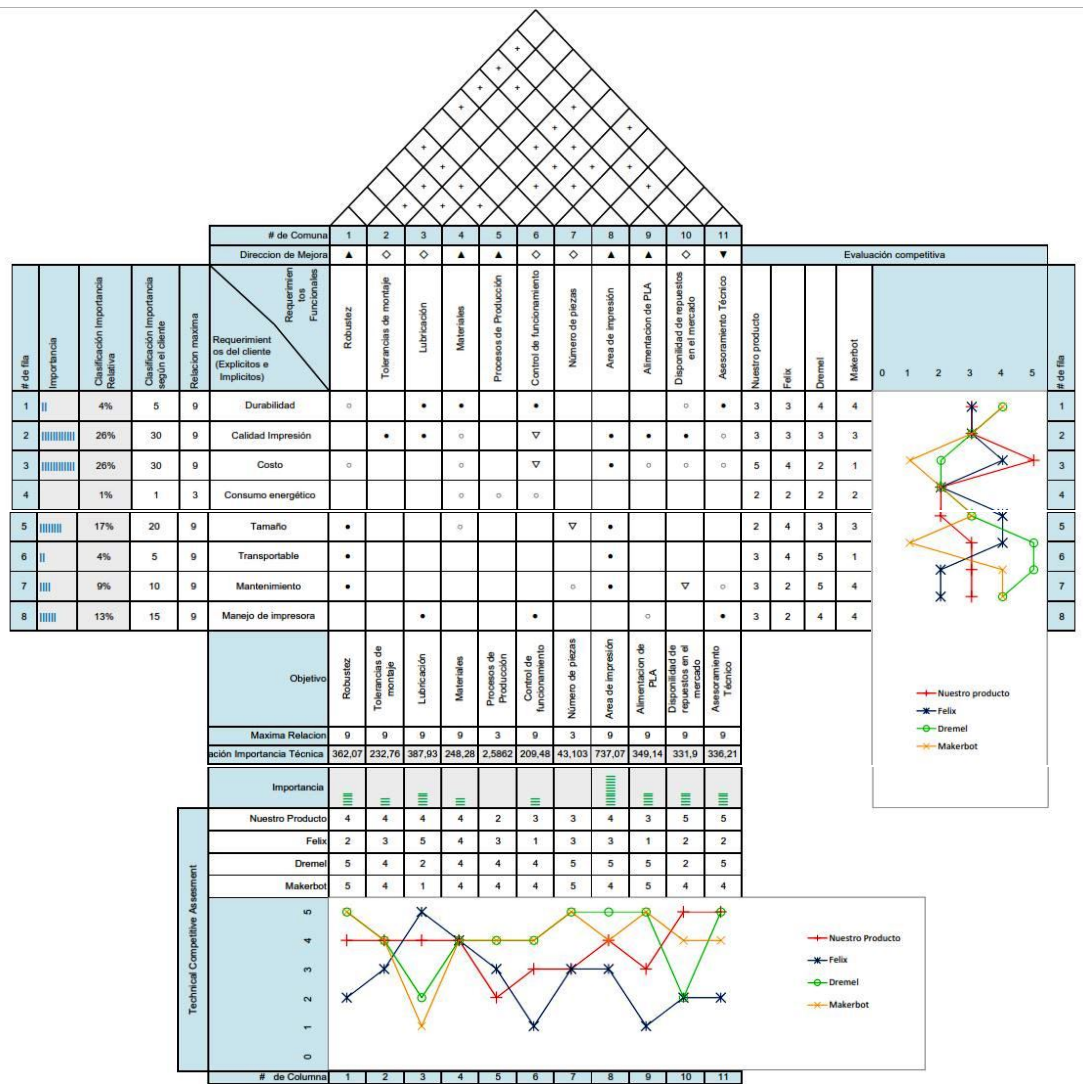 # de Comuna 1 2 3 4 5 6 7 8 9 10 11
Direccion de Mejora ▲ ◇ ◇ ▲ ▲ ◇ ◇ ▲ ▲ ◇ ▼ Evaluación competitiva
# de fila
Importancia
Clasificación Importancia Relativa
Clasificación Importancia según el cliente
Relacion maxima
Requerimientos Funcionales
Requerimientos del cliente (Explicitos e Implicitos)
Robustez
Tolerancias de montaje
Lubricación
Materiales
Procesos de Producción
Control de funcionamiento
Número de piezas
Area de impresión
Alimentacion de PLA
Disponilidad de repuestos en el mercado
Asesoramiento Técnico
Nuestro producto
Felix
Dremel
Makerbot
0 1 2 3 4 5
# de fila
1 4% 5 9 Durabilidad ○ ● ● ● ○ ● 3 3 4 4 1
2 26% 30 9 Calidad Impresión ● ● ○ ▽ ● ● ● ○ 3 3 3 3 2
3 26% 30 9 Costo ○ ○ ▽ ● ○ ○ ○ 5 4 2 1 3
4 1% 1 3 Consumo energético ○ ○ ○ 2 2 2 2 4
5 17% 20 9 Tamaño ● ○ ▽ ● 2 4 3 3 5
6 4% 5 9 Transportable ● ● 3 4 5 1 6
7 9% 10 9 Mantenimiento ● ○ ● ▽ ○ 3 2 5 4 7
8 13% 15 9 Manejo de impresora ● ● ○ ● 3 2 4 4 8
Objetivo
Robustez
Tolerancias de montaje
Lubricación
Materiales
Procesos de Producción
Control de funcionamiento
Número de piezas
Area de impresión
Alimentacion de PLA
Disponilidad de repuestos en el mercado
Asesoramiento Técnico
Nuestro producto
Felix
Dremel
Makerbot
Maxima Relacion 9 9 9 9 3 9 3 9 9 9 9
ación Importancia Técnica 362,07 232,76 387,93 248,28 2,5862 209,48 43,103 737,07 349,14 331,9 336,21
Importancia
Technical Competitive Assesment
Nuestro Producto 4 4 4 4 2 3 3 4 3 5 5
Felix 2 3 5 4 3 1 3 3 1 2 2
Dremel 5 4 2 4 4 4 5 5 5 2 5
Makerbot 5 4 1 4 4 4 5 4 5 4 4
5
4
3
2
1
0
Nuestro Producto
Felix
Dremel
Makerbot
# de Columna 1 2 3 4 5 6 7 8 9 10 11